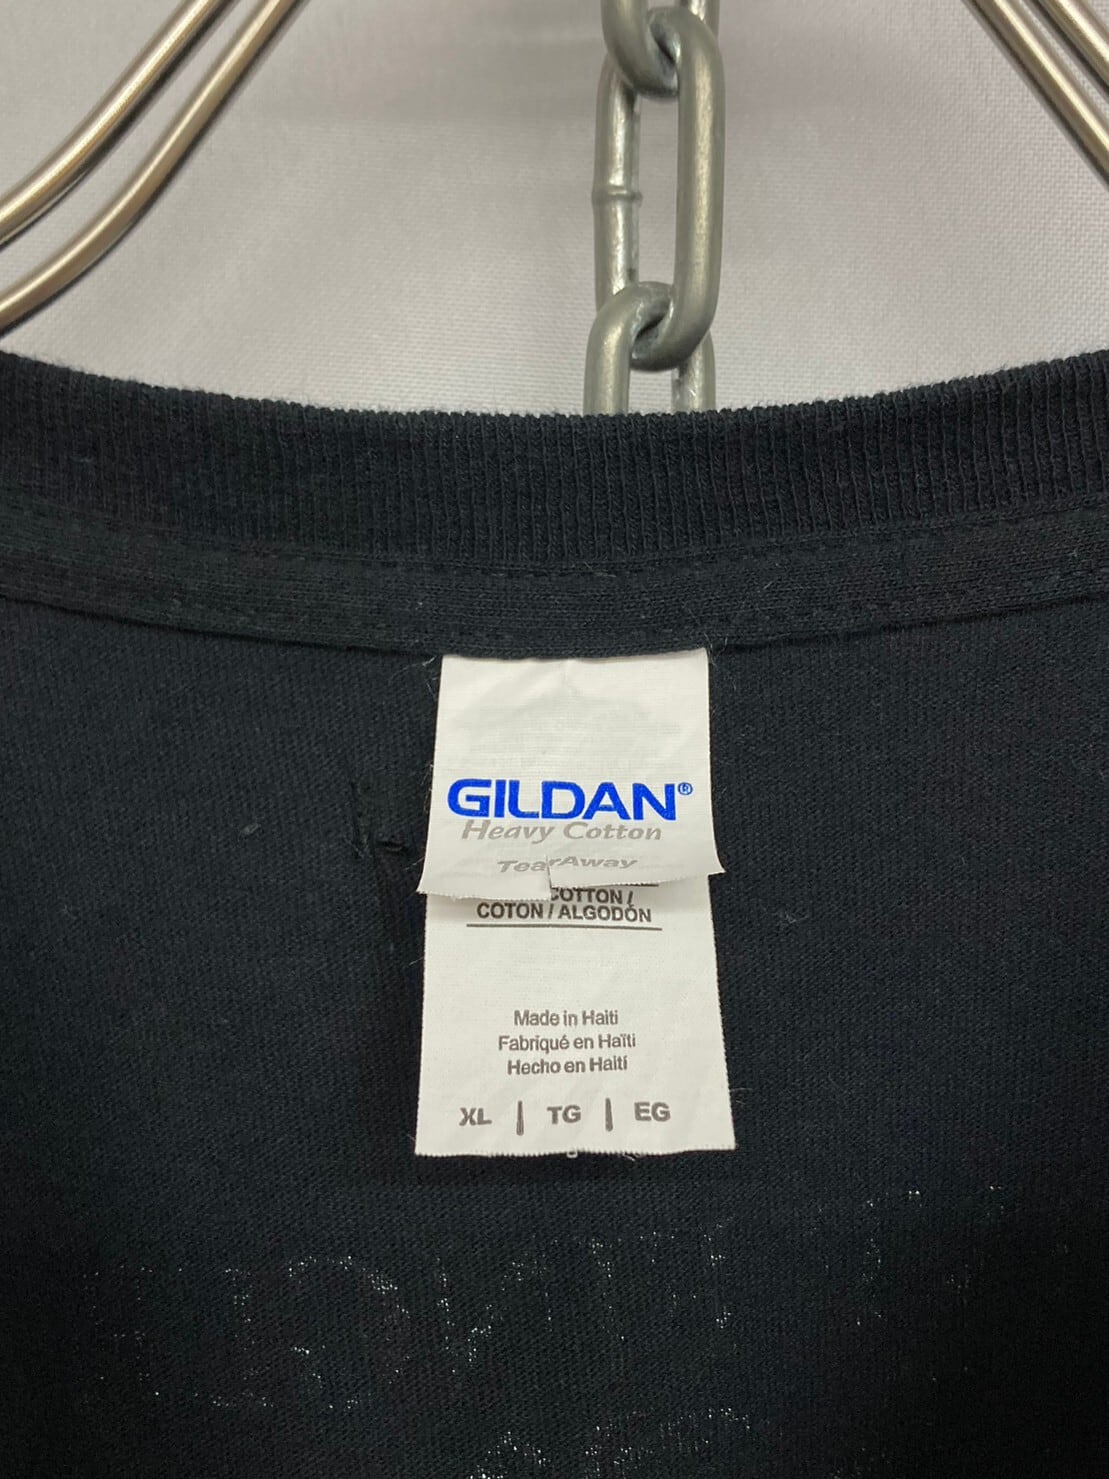 GILDAN®
Heavy Cotton
TearAway
COTTON /
COTON / ALGODÓN
Made in Haiti
Fabriqué en Haïti
Hecho en Haití
XL | TG | EG